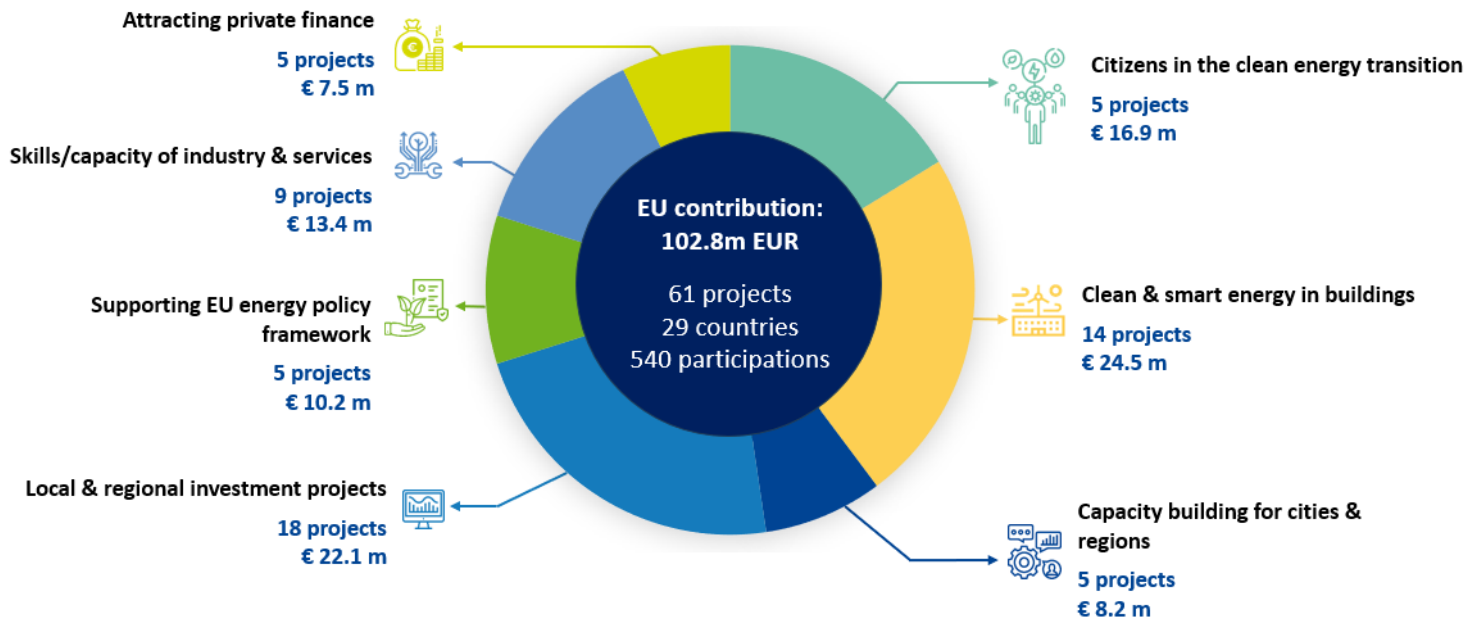 Attracting private finance
5 projects
€ 7.5 m
Skills/capacity of industry & services
9 projects
€ 13.4 m
Supporting EU energy policy
framework
5 projects
€ 10.2 m
Local & regional investment projects
18 projects
€ 22.1 m
EU contribution:
102.8m EUR
61 projects
29 countries
540 participations
Citizens in the clean energy transition
5 projects
€ 16.9 m
Clean & smart energy in buildings
14 projects
€ 24.5 m
Capacity building for cities &
regions
5 projects
€ 8.2 m